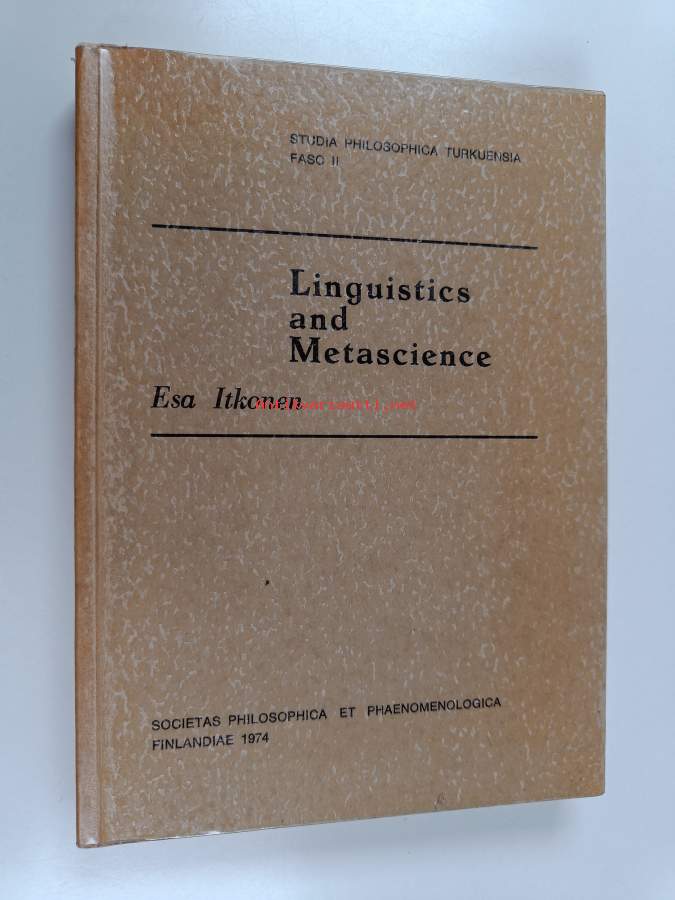 STUDIA PHILOSOPHICA TURKUENSIA
FASC II
Linguistics
and
Metascience
Esa Itkonen
SOCIETAS PHILOSOPHICA ET PHAENOMENOLOGICA
FINLANDIAE 1974